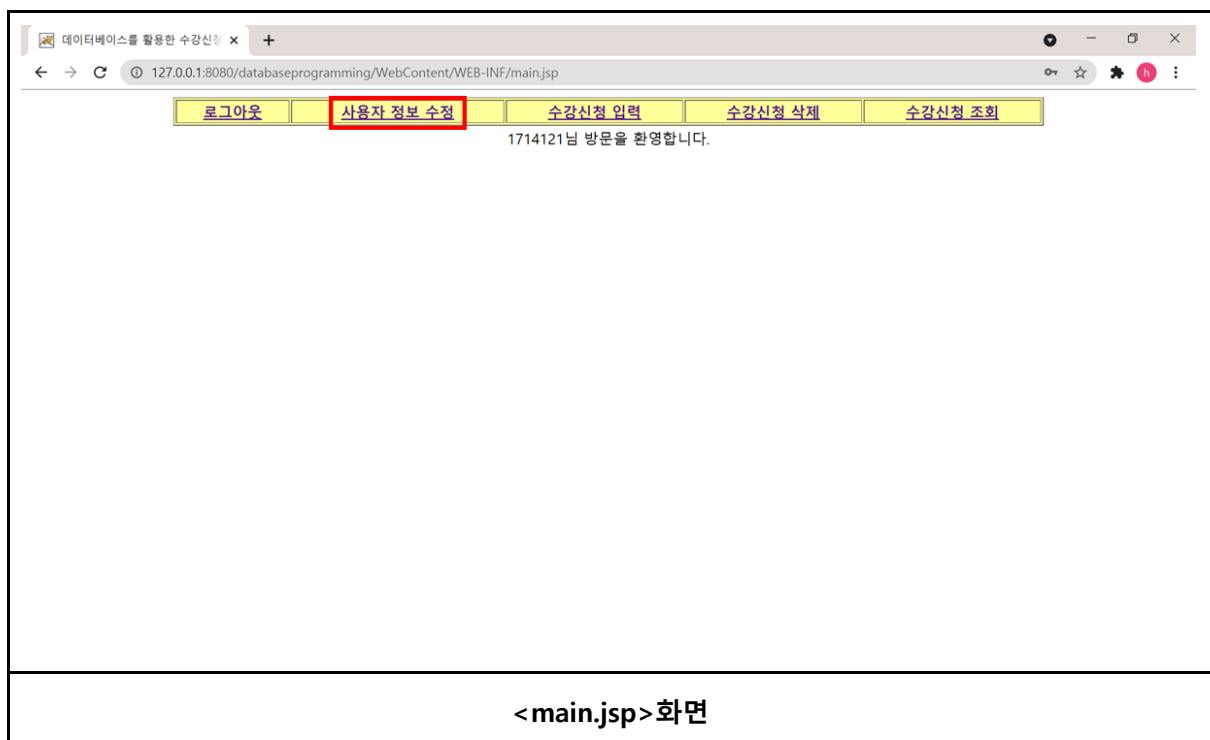 데이터베이스를 활용한 수강신청
127.0.0.1:8080/databaseprogramming/WebContent/WEB-INF/main.jsp
h
로그아웃 사용자 정보 수정 수강신청 입력 수강신청 삭제 수강신청 조회
1714121님 방문을 환영합니다.
<main.jsp>화면